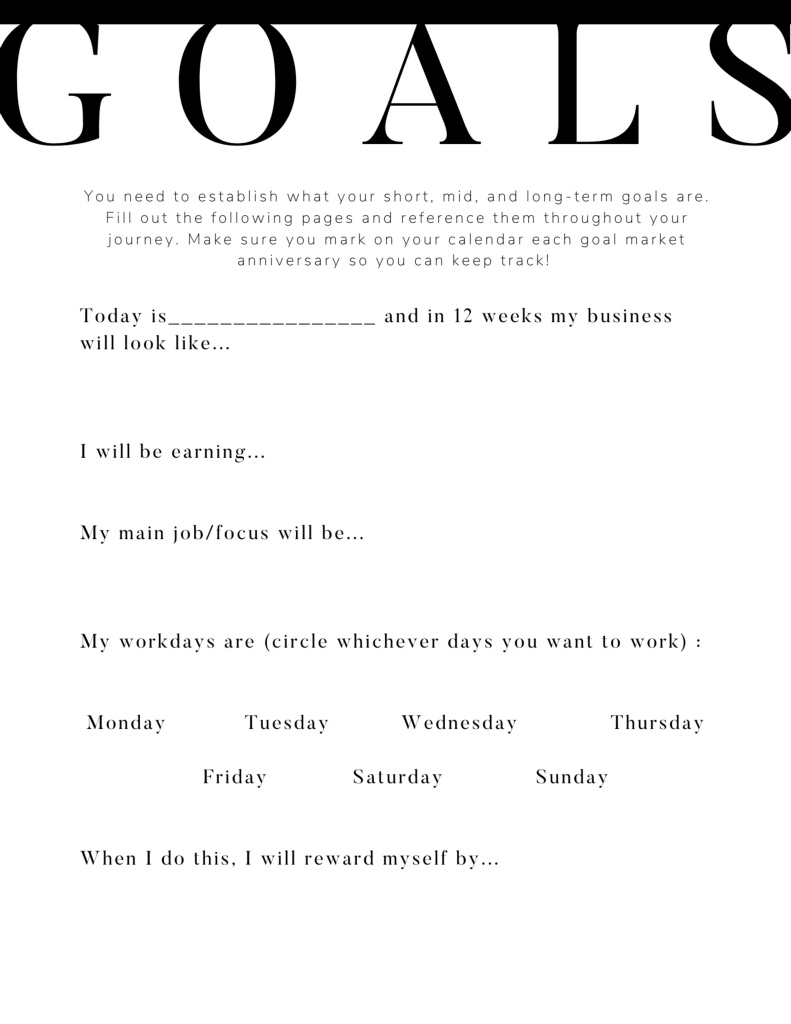 GOALS
You need to establish what your short, mid, and long-term goals are.
Fill out the following pages and reference them throughout your
journey. Make sure you mark on your calendar each goal market
anniversary so you can keep track!
Today is________________ and in 12 weeks my business
will look like...
I will be earning...
My main job/focus will be...
My workdays are (circle whichever days you want to work) :
Monday Tuesday Wednesday Thursday
Friday Saturday Sunday
When I do this, I will reward myself by...